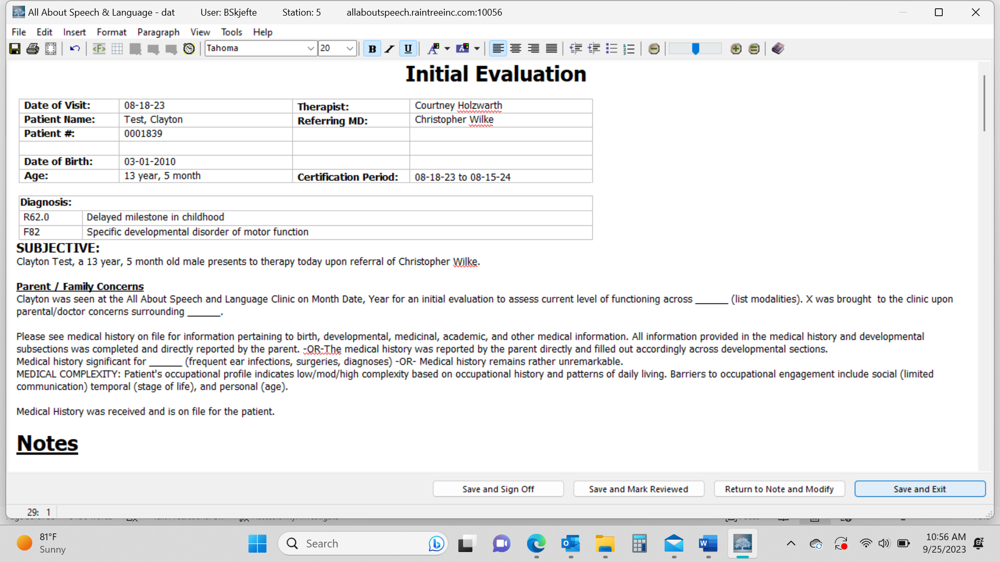 All About Speech & Language - dat User: BSkjefte Station: 5 allaboutspeech.raintreeinc.com:10056
File Edit Insert Format Paragraph View Tools Help
<F> Tahoma 20 B I U
Initial Evaluation
Date of Visit: 08-18-23 Therapist: Courtney Holzwarth
Patient Name: Test, Clayton Referring MD: Christopher Wilke
Patient #: 0001839
Date of Birth: 03-01-2010
Age: 13 year, 5 month Certification Period: 08-18-23 to 08-15-24
Diagnosis:
R62.0 Delayed milestone in childhood
F82 Specific developmental disorder of motor function
SUBJECTIVE:
Clayton Test, a 13 year, 5 month old male presents to therapy today upon referral of Christopher Wilke.
Parent / Family Concerns
Clayton was seen at the All About Speech and Language Clinic on Month Date, Year for an initial evaluation to assess current level of functioning across ______ (list modalities). X was brought  to the clinic upon
parental/doctor concerns surrounding ______.
Please see medical history on file for information pertaining to birth, developmental, medicinal, academic, and other medical information. All information provided in the medical history and developmental
subsections was completed and directly reported by the parent. -OR-The medical history was reported by the parent directly and filled out accordingly across developmental sections.
Medical history significant for ______ (frequent ear infections, surgeries, diagnoses) -OR- Medical history remains rather unremarkable.
MEDICAL COMPLEXITY: Patient's occupational profile indicates low/mod/high complexity based on occupational history and patterns of daily living. Barriers to occupational engagement include social (limited
communication) temporal (stage of life), and personal (age).
Medical History was received and is on file for the patient.
Notes
Save and Sign Off Save and Mark Reviewed Return to Note and Modify Save and Exit
29: 1
81°F
Sunny
Search
10:56 AM
9/25/2023